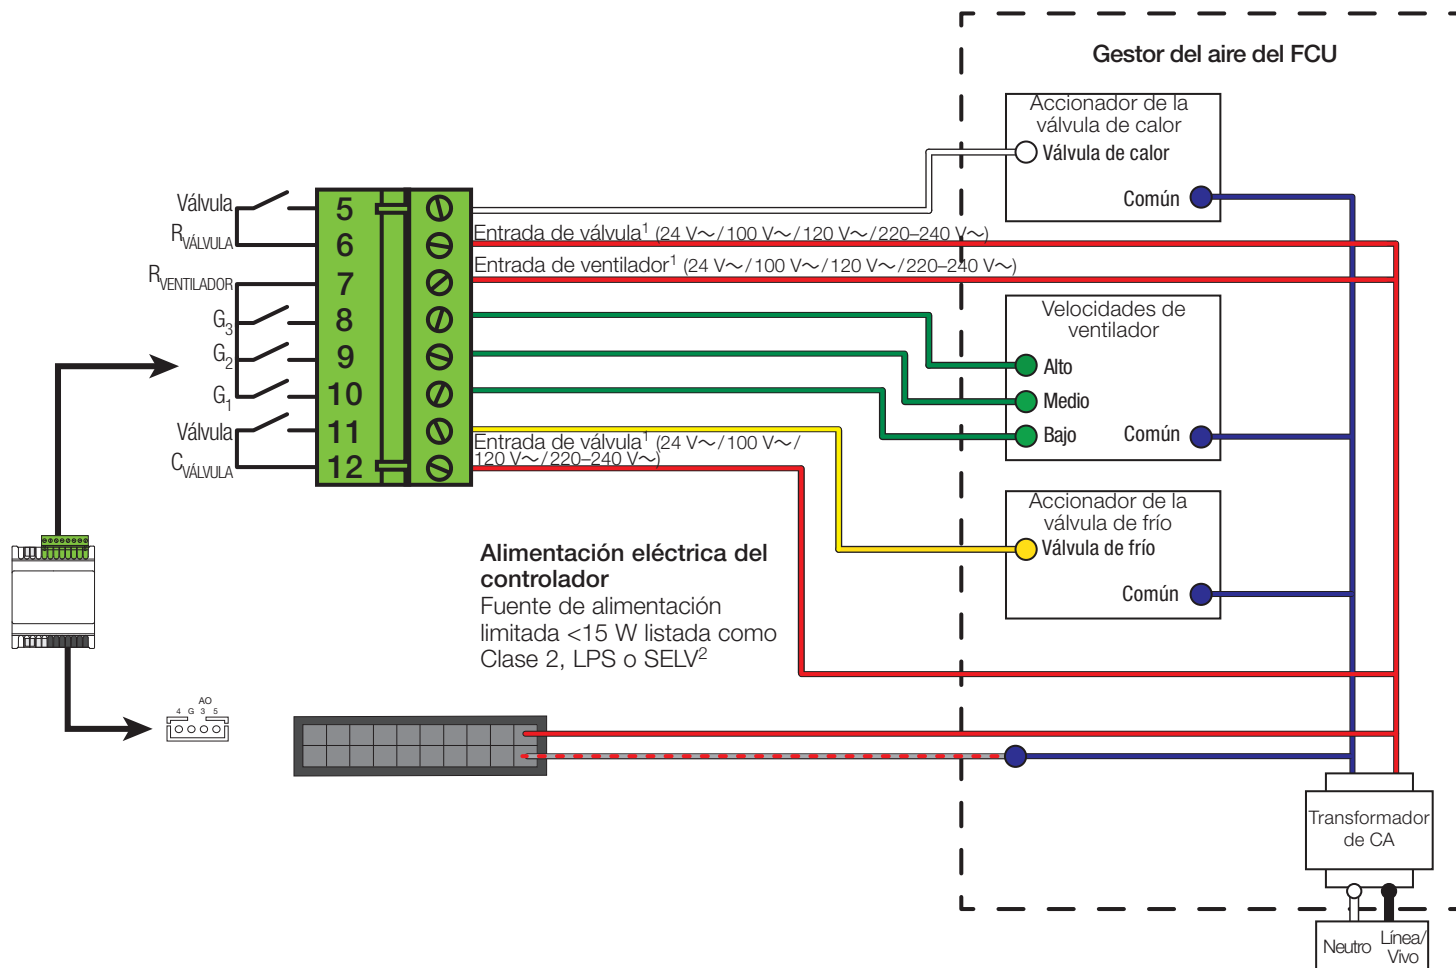 Gestor del aire del FCU
Accionador de la
válvula de calor
Válvula de calor
Común
Válvula
R VÁLVULA
R VENTILADOR
G3
G2
G1
Válvula
C VÁLVULA
5
6
7
8
9
10
11
12
Entrada de válvula¹ (24 V~/100 V~/120 V~/220–240 V~)
Entrada de ventilador¹ (24 V~/100 V~/120 V~/220–240 V~)
Velocidades de
ventilador
Alto
Medio
Bajo
Común
Entrada de válvula¹ (24 V~/100 V~/
120 V~/220–240 V~)
Accionador de la
válvula de frío
Válvula de frío
Común
Alimentación eléctrica del
controlador
Fuente de alimentación
limitada <15 W listada como
Clase 2, LPS o SELV²
AO
4 G 3 5
Transformador
de CA
Neutro
Línea/
Vivo